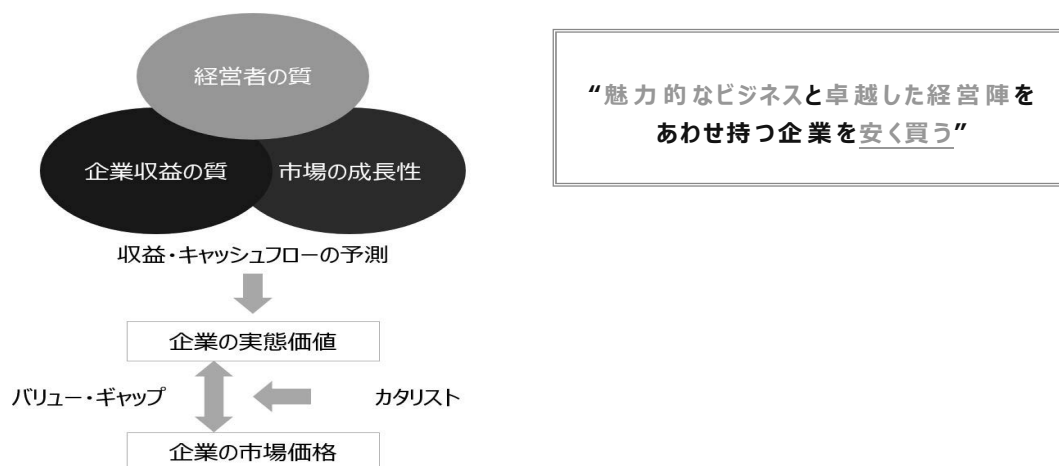 経営者の質
企業収益の質
市場の成長性
収益・キャッシュフローの予測
企業の実態価値
バリュー・ギャップ
カタリスト
企業の市場価格
“魅力的なビジネスと卓越した経営陣を
あわせ持つ企業を安く買う”